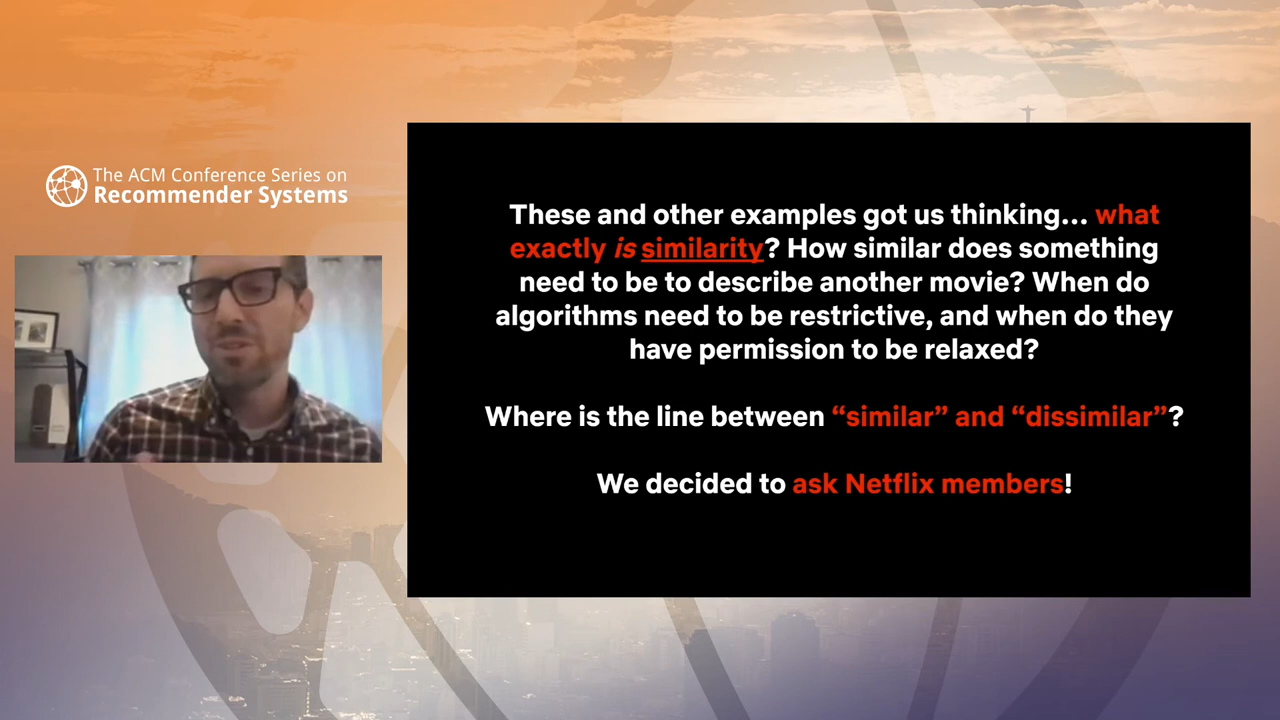 The ACM Conference Series on
Recommender Systems
These and other examples got us thinking... what
exactly is similarity? How similar does something
need to be to describe another movie? When do
algorithms need to be restrictive, and when do they
have permission to be relaxed?
Where is the line between “similar” and “dissimilar”?
We decided to ask Netflix members!